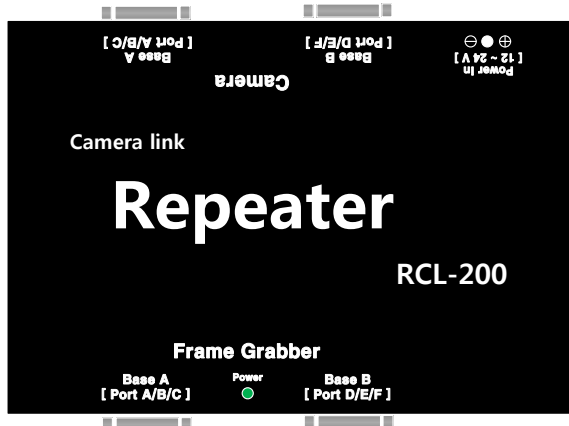 [ Port A/B/C ]
Base A
[ Port D/E/F ]
Base B
[ 12 ~ 24 V ]
Power In
Camera
Camera link
Repeater
RCL-200
Frame Grabber
Base A
[ Port A/B/C ]
Power
Base B
[ Port D/E/F ]